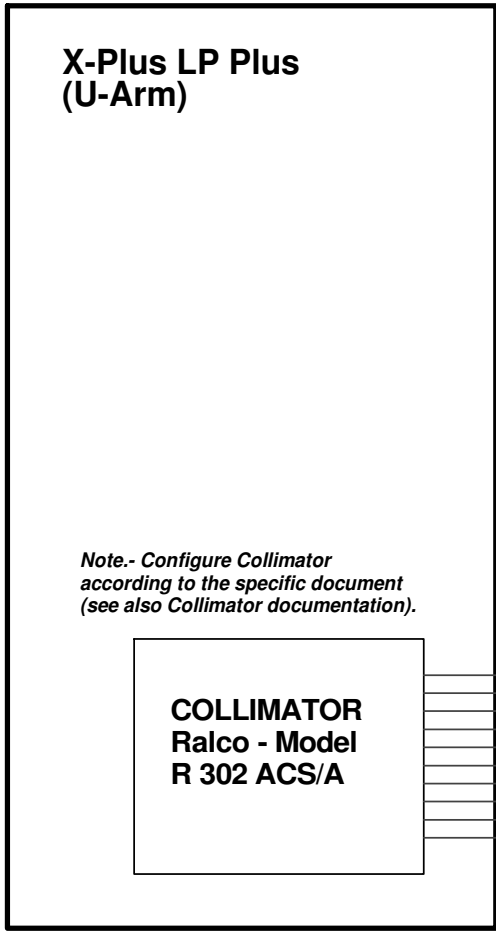 X-Plus LP Plus
(U-Arm)
Note.- Configure Collimator
according to the specific document
(see also Collimator documentation).
COLLIMATOR
Ralco - Model
R 302 ACS/A